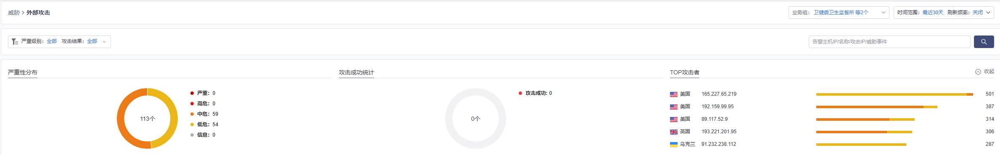 威胁 > 外部攻击
业务组： 卫健委卫生监督所 等2个
时间范围：最近30天 刷新频率：关闭
严重级别：全部 攻击结果：全部
告警主机IP/名称/攻击IP/威胁事件
严重性分布
113个
严重：0
高危：0
中危：59
低危：54
信息：0
攻击成功统计
0个
攻击成功: 0
TOP攻击者
收起
美国 165.227.65.219 501
美国 192.159.99.95 387
美国 89.117.52.9 314
英国 193.221.201.95 306
乌克兰 91.232.238.112 287